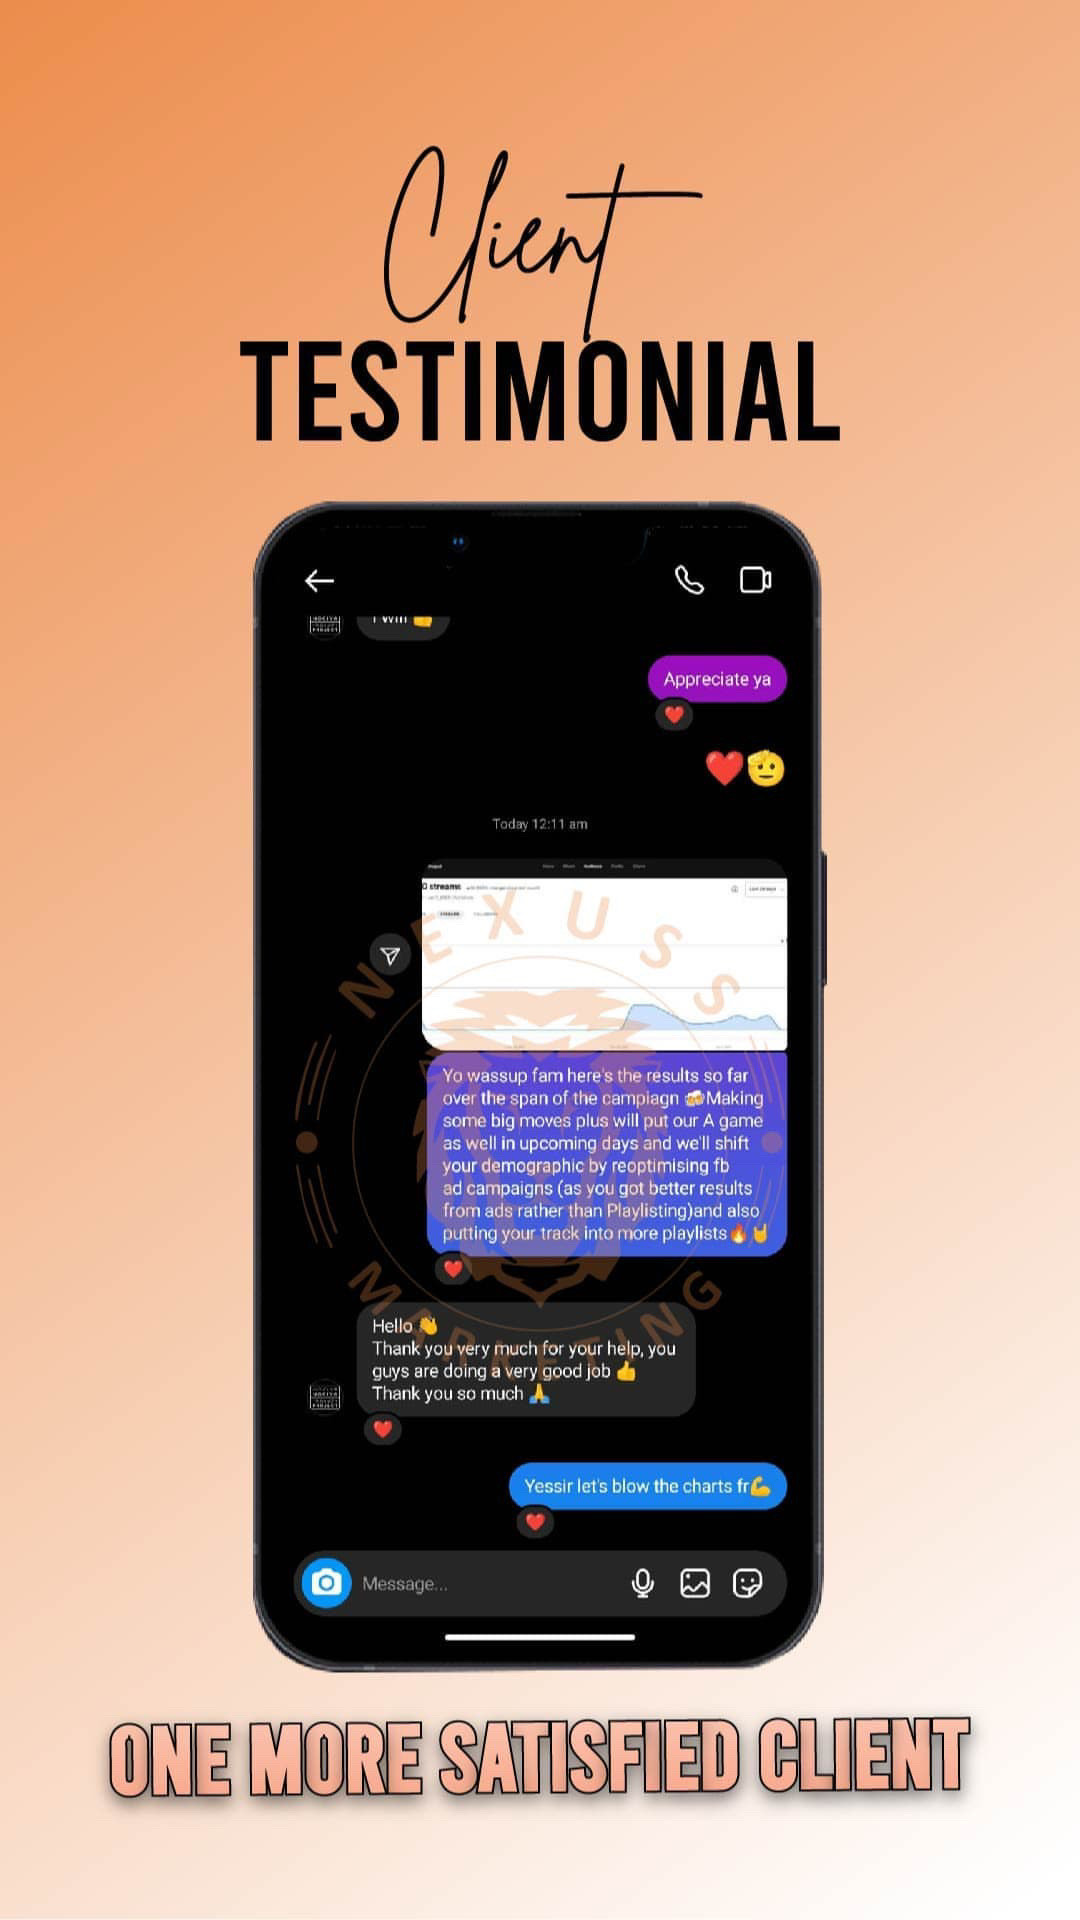 Client
TESTIMONIAL
I will
Appreciate ya
Today 12:11 am
streams
NEXUSS
Yo wassup fam here's the results so far
over the span of the campiagn 🍻Making
some big moves plus will put our A game
as well in upcoming days and we'll shift
your demographic by reoptimising fb
ad campaigns (as you got better results
from ads rather than Playlisting)and also
putting your track into more playlists🔥🤘
MARKETING
Hello 👋
Thank you very much for your help, you
guys are doing a very good job 👍
Thank you so much 🙏
PROJECT
Yessir let's blow the charts fr💪
Message...
ONE MORE SATISFIED CLIENT